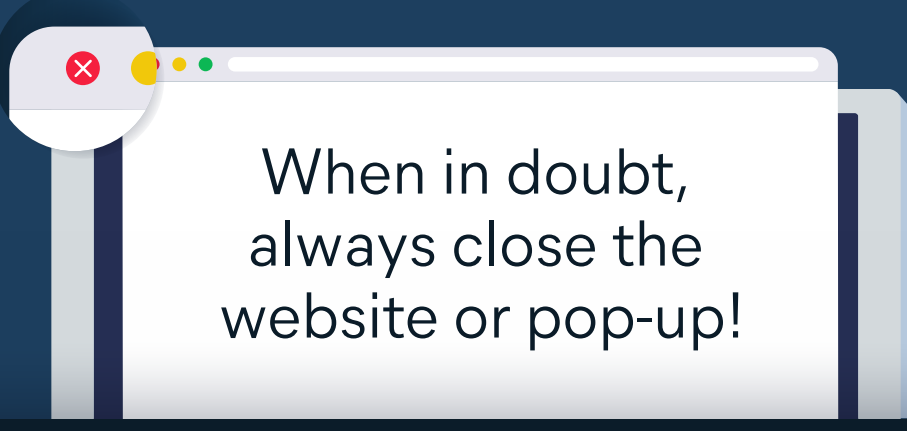 When in doubt,
always close the
website or pop-up!